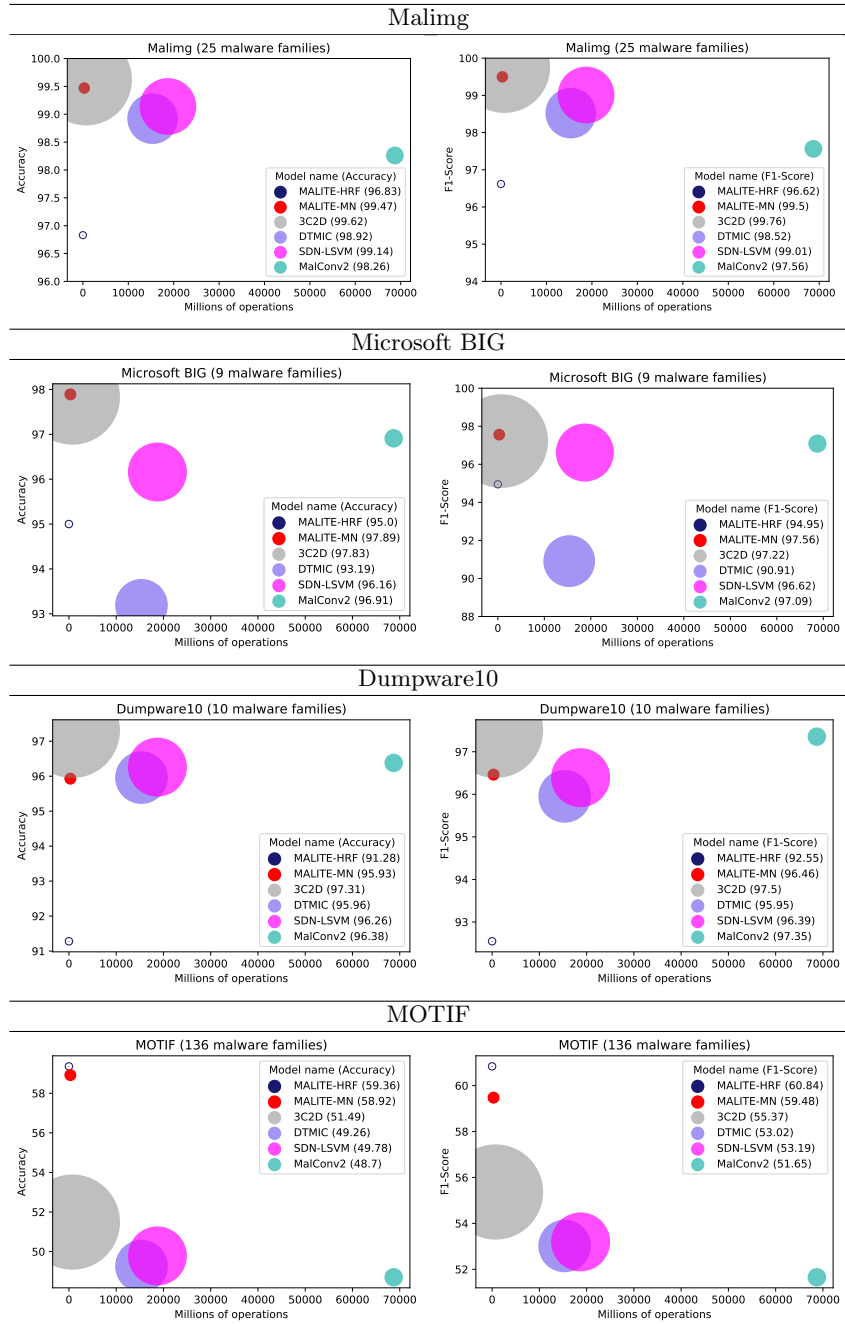 Malimg
Malimg (25 malware families)
100.0
99.5
99.0
98.5
98.0
97.5
97.0
96.5
96.0
Accuracy
0 10000 20000 30000 40000 50000 60000 70000
Millions of operations
Model name (Accuracy)
MALITE-HRF (96.83)
MALITE-MN (99.47)
3C2D (99.62)
DTMIC (98.92)
SDN-LSVM (99.14)
MalConv2 (98.26)
Malimg (25 malware families)
100
99
98
97
96
95
94
F1-Score
0 10000 20000 30000 40000 50000 60000 70000
Millions of operations
Model name (F1-Score)
MALITE-HRF (96.62)
MALITE-MN (99.5)
3C2D (99.76)
DTMIC (98.52)
SDN-LSVM (99.01)
MalConv2 (97.56)
Microsoft BIG
Microsoft BIG (9 malware families)
98
97
96
95
94
93
Accuracy
0 10000 20000 30000 40000 50000 60000 70000
Millions of operations
Model name (Accuracy)
MALITE-HRF (95.0)
MALITE-MN (97.89)
3C2D (97.83)
DTMIC (93.19)
SDN-LSVM (96.16)
MalConv2 (96.91)
Microsoft BIG (9 malware families)
100
98
96
94
92
90
88
F1-Score
0 10000 20000 30000 40000 50000 60000 70000
Millions of operations
Model name (F1-Score)
MALITE-HRF (94.95)
MALITE-MN (97.56)
3C2D (97.22)
DTMIC (90.91)
SDN-LSVM (96.62)
MalConv2 (97.09)
Dumpware10
Dumpware10 (10 malware families)
97
96
95
94
93
92
91
Accuracy
0 10000 20000 30000 40000 50000 60000 70000
Millions of operations
Model name (Accuracy)
MALITE-HRF (91.28)
MALITE-MN (95.93)
3C2D (97.31)
DTMIC (95.96)
SDN-LSVM (96.26)
MalConv2 (96.38)
Dumpware10 (10 malware families)
97
96
95
94
93
F1-Score
0 10000 20000 30000 40000 50000 60000 70000
Millions of operations
Model name (F1-Score)
MALITE-HRF (92.55)
MALITE-MN (96.46)
3C2D (97.5)
DTMIC (95.95)
SDN-LSVM (96.39)
MalConv2 (97.35)
MOTIF
MOTIF (136 malware families)
58
56
54
52
50
Accuracy
0 10000 20000 30000 40000 50000 60000 70000
Millions of operations
Model name (Accuracy)
MALITE-HRF (59.36)
MALITE-MN (58.92)
3C2D (51.49)
DTMIC (49.26)
SDN-LSVM (49.78)
MalConv2 (48.7)
MOTIF (136 malware families)
60
58
56
54
52
F1-Score
0 10000 20000 30000 40000 50000 60000 70000
Millions of operations
Model name (F1-Score)
MALITE-HRF (60.84)
MALITE-MN (59.48)
3C2D (55.37)
DTMIC (53.02)
SDN-LSVM (53.19)
MalConv2 (51.65)